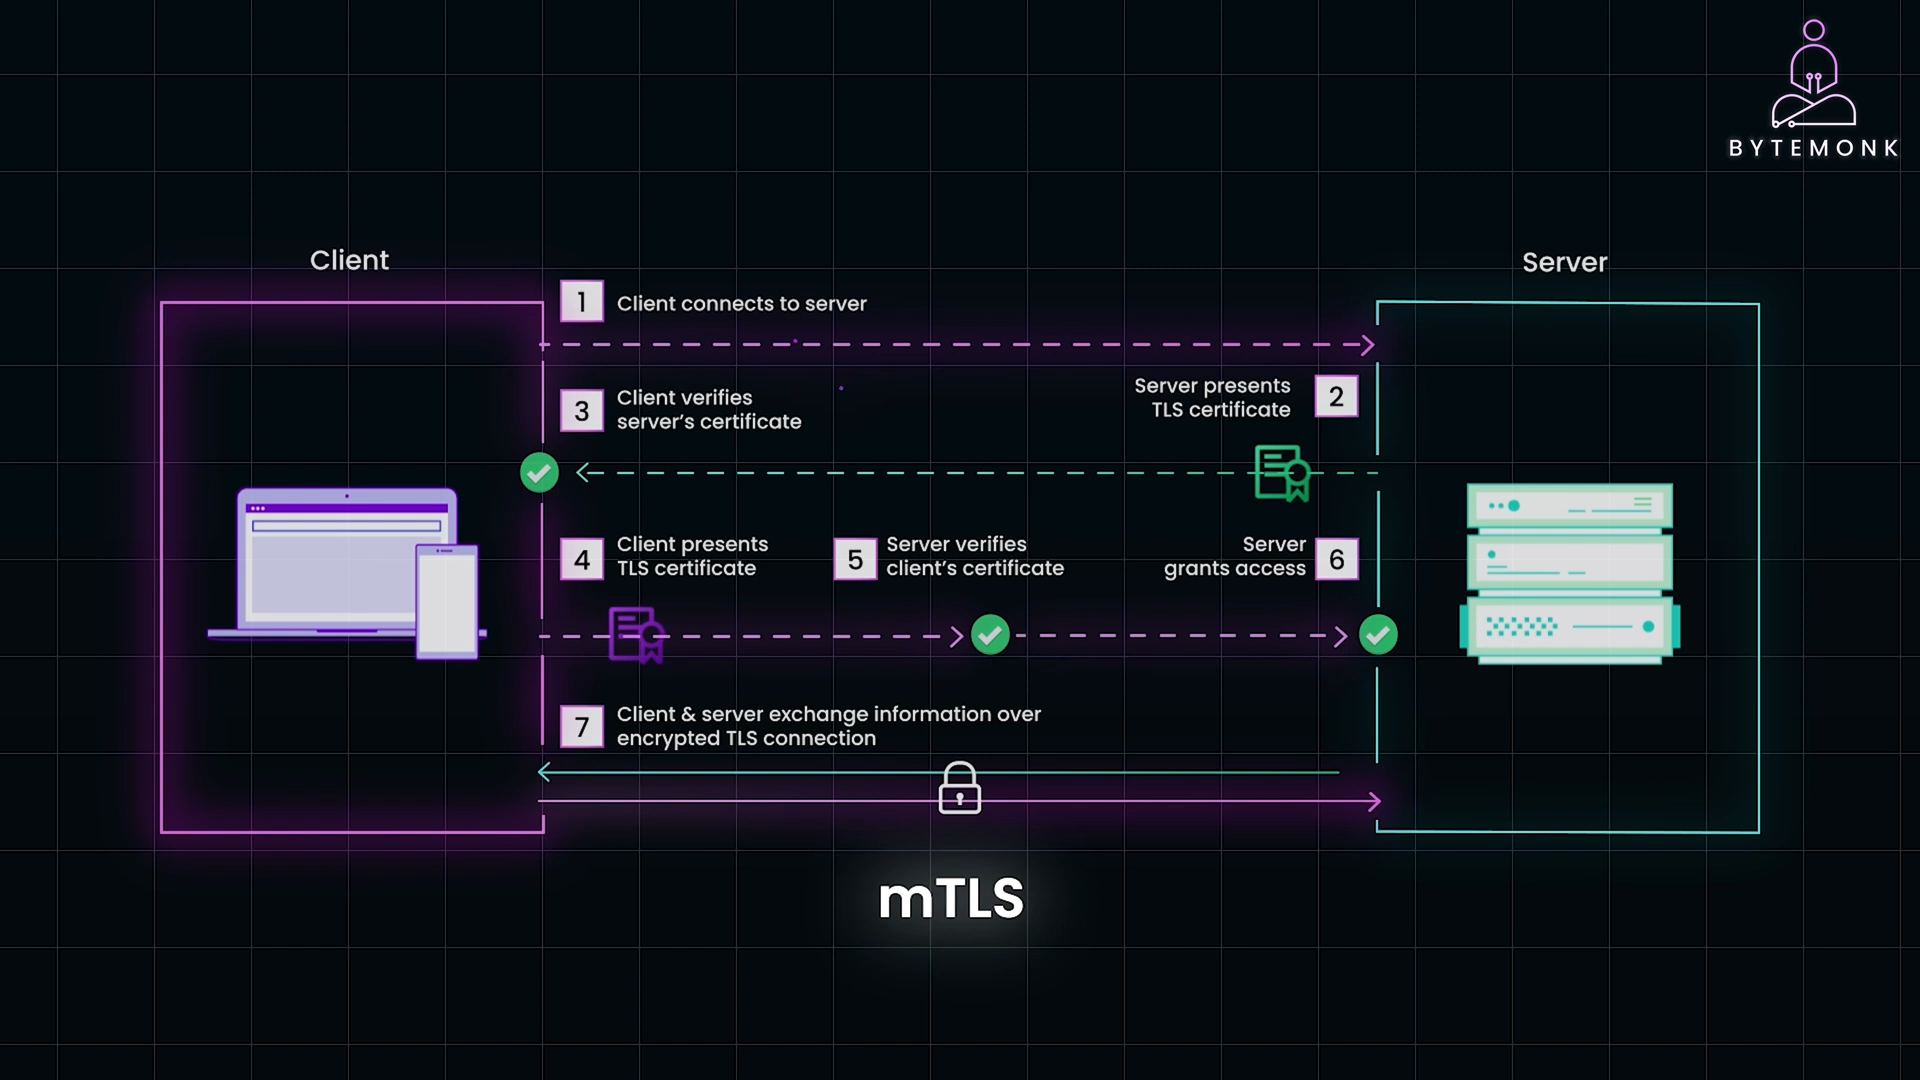 BYTEMONK
Client
Server
1
Client connects to server
Server presents
TLS certificate
2
3
Client verifies
server’s certificate
4
Client presents
TLS certificate
5
Server verifies
client’s certificate
Server
grants access
6
7
Client & server exchange information over
encrypted TLS connection
mTLS